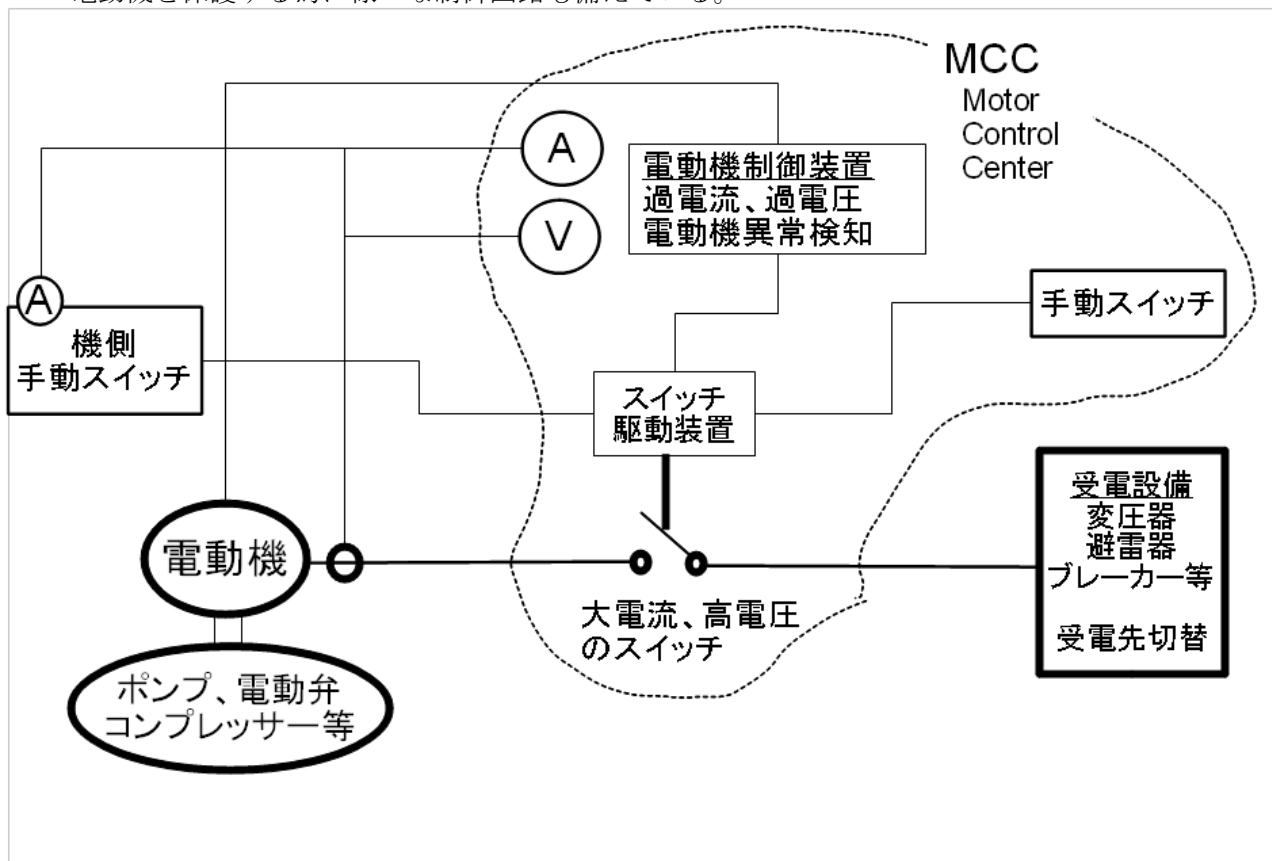 MCC
Motor
Control
Center
A
V
電動機制御装置
過電流、過電圧
電動機異常検知
A
機側
手動スイッチ
手動スイッチ
スイッチ
駆動装置
受電設備
変圧器
避雷器
ブレーカー等
受電先切替
電動機
大電流、高電圧
のスイッチ
ポンプ、電動弁
コンプレッサー等